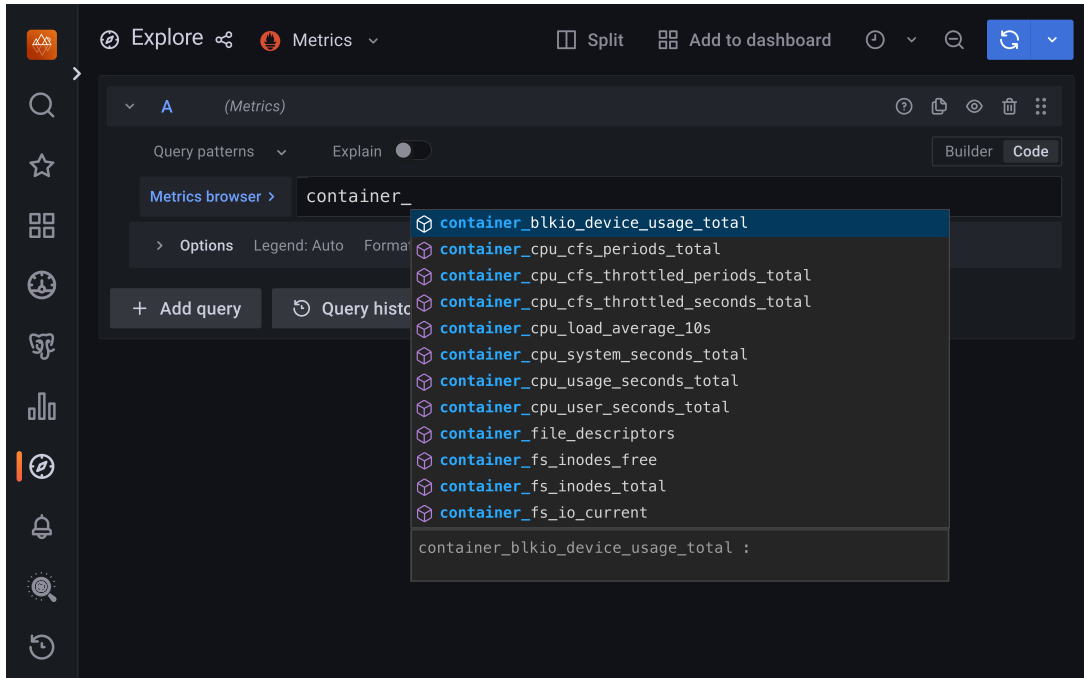 Explore Metrics Split Add to dashboard
A (Metrics)
Query patterns Explain Builder Code
Metrics browser > container_
container_blkio_device_usage_total
> Options Legend: Auto
container_cpu_cfs_periods_total
container_cpu_cfs_throttled_periods_total
container_cpu_cfs_throttled_seconds_total
+ Add query Query
container_cpu_load_average_10s
container_cpu_system_seconds_total
container_cpu_usage_seconds_total
container_cpu_user_seconds_total
container_file_descriptors
container_fs_inodes_free
container_fs_inodes_total
container_fs_io_current
container_blkio_device_usage_total :